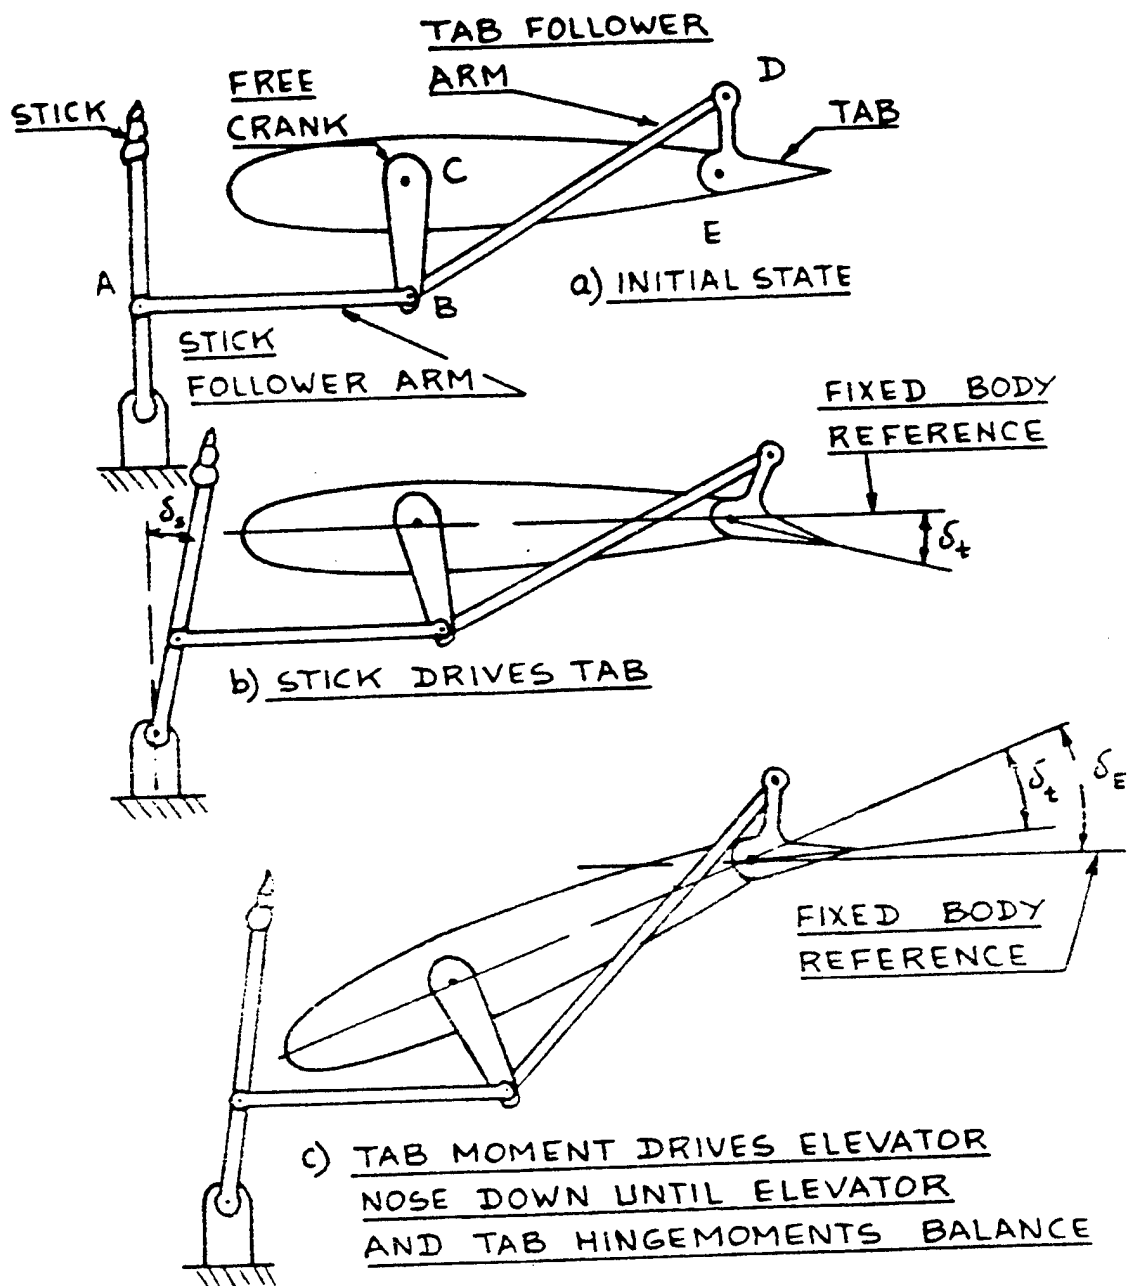 TAB FOLLOWER
ARM
D
FREE
CRANK
STICK
TAB
C
E
A
B
a) INITIAL STATE
STICK
FOLLOWER ARM
FIXED BODY
REFERENCE
δs
δt
b) STICK DRIVES TAB
δt
δE
FIXED BODY
REFERENCE
c) TAB MOMENT DRIVES ELEVATOR
NOSE DOWN UNTIL ELEVATOR
AND TAB HINGEMOMENTS BALANCE